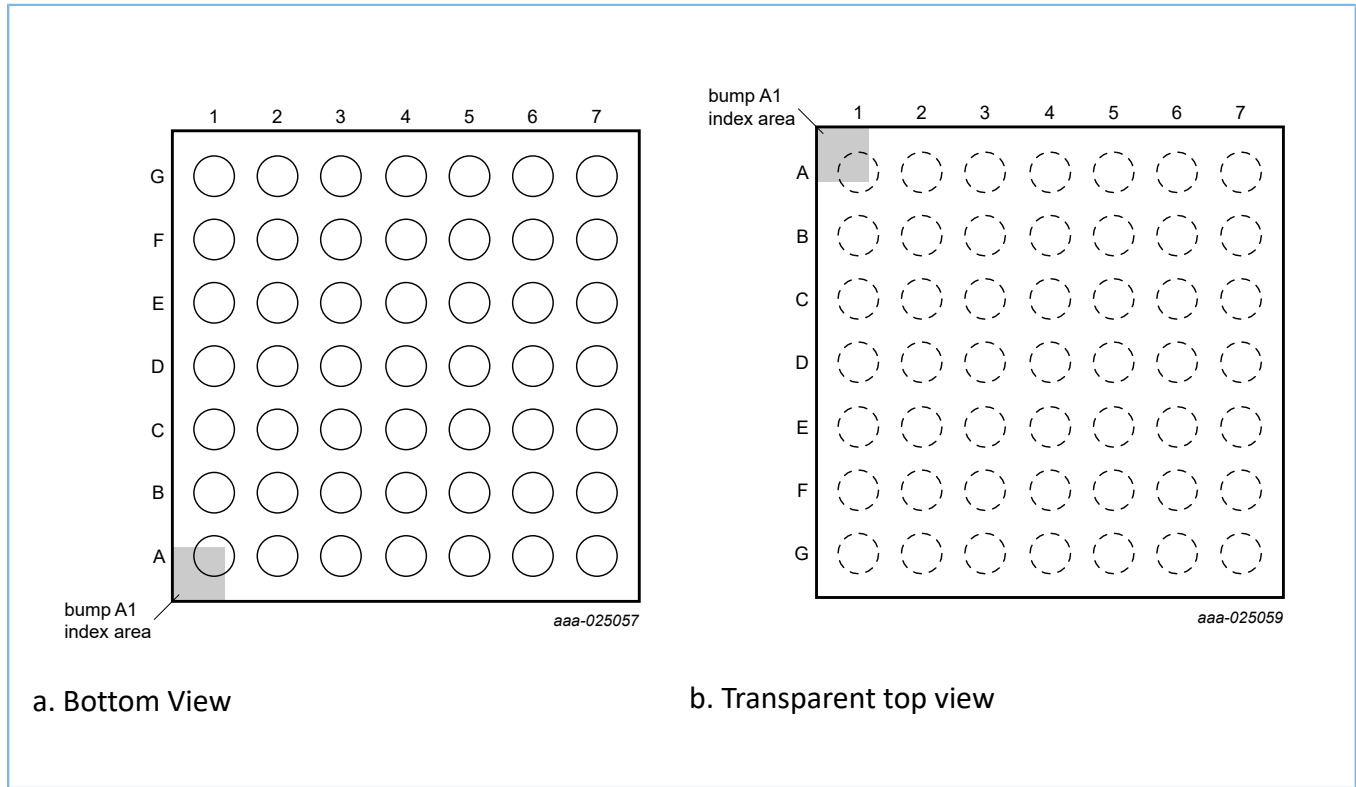 1 2 3 4 5 6 7
G
F
E
D
C
B
A
bump A1
index area
aaa-025057
a. Bottom View
bump A1
index area
1 2 3 4 5 6 7
A
B
C
D
E
F
G
aaa-025059
b. Transparent top view